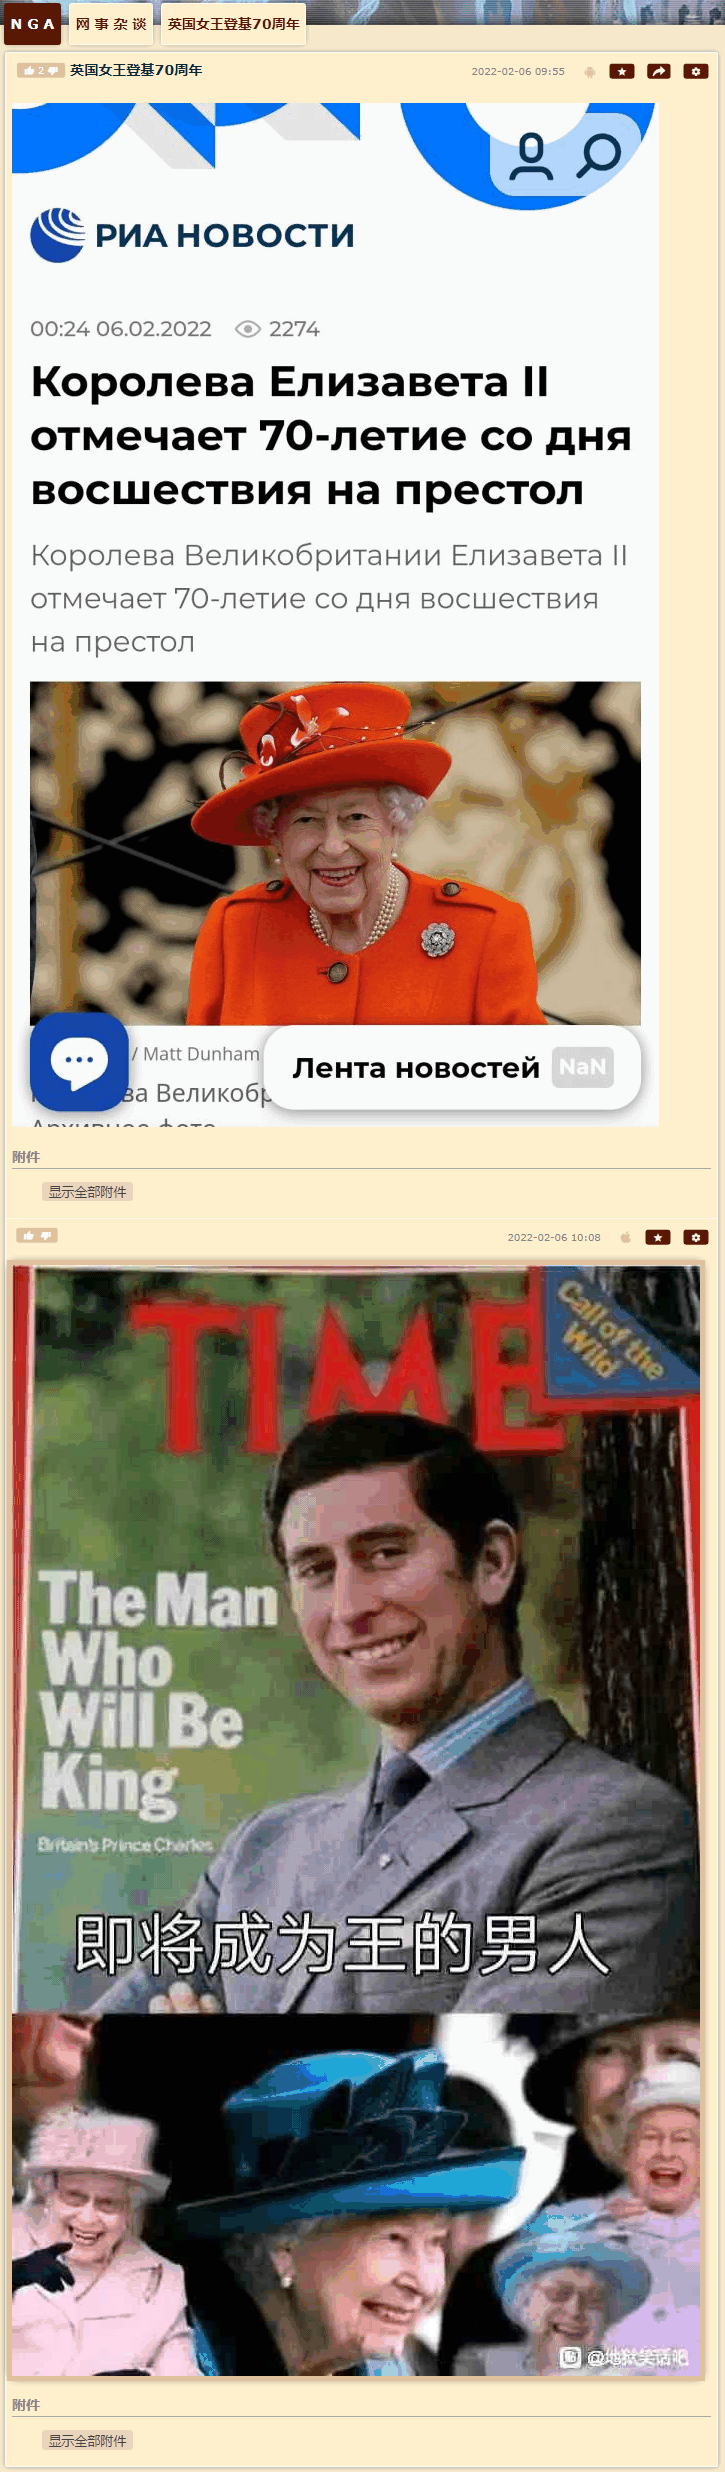 NGA
网事杂谈
英国女王登基70周年
2
英国女王登基70周年
2022-02-06 09:55
РИА НОВОСТИ
00:24 06.02.2022
2274
Королева Елизавета II
отмечает 70-летие со дня
восшествия на престол
Королева Великобритании Елизавета II
отмечает 70-летие со дня восшествия
на престол
/ Matt Dunham
ва Великобр
Лента новостей NaN
Архивное фото
附件
显示全部附件
2022-02-06 10:08
TIME
Call of the
Wild
The Man
Who
Will Be
King
Britain's Prince Charles
即将成为王的男人
@地狱笑话吧
附件
显示全部附件